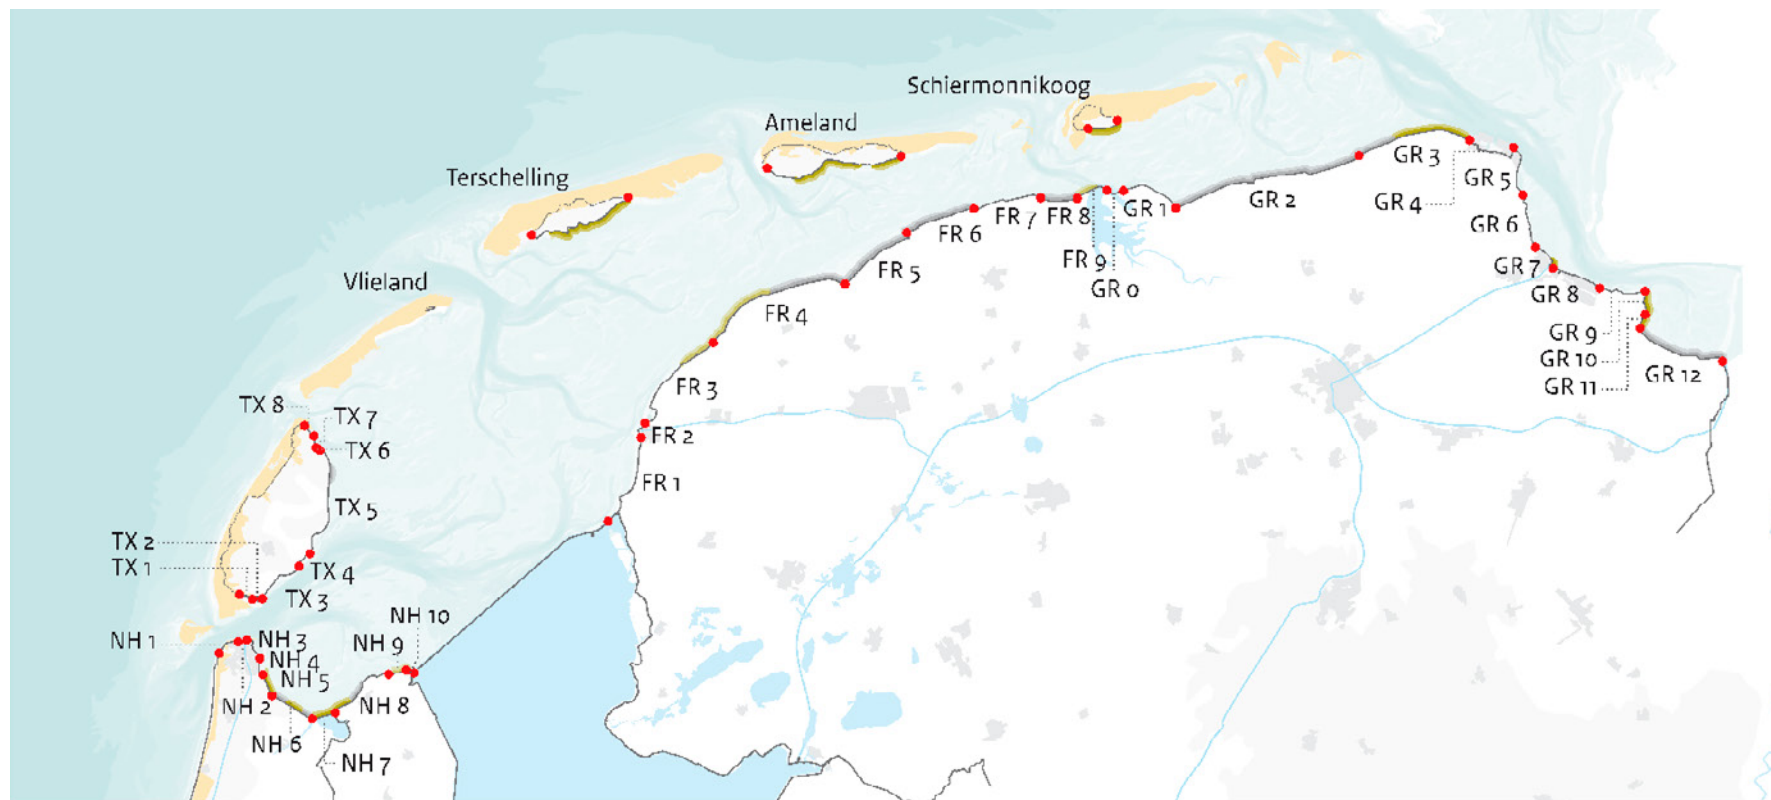 Schiermonnikoog
Ameland
Terschelling
Vlieland
GR 3
GR 5
GR 4
GR 2
GR 1
FR 8
FR 7
FR 6
FR 5
FR 9
GR 0
GR 6
GR 7
GR 8
GR 9
GR 10
GR 11
GR 12
FR 4
FR 3
FR 2
FR 1
TX 8
TX 7
TX 6
TX 5
TX 2
TX 1
TX 4
TX 3
NH 1
NH 3
NH 4
NH 5
NH 2
NH 6
NH 7
NH 8
NH 9
NH 10